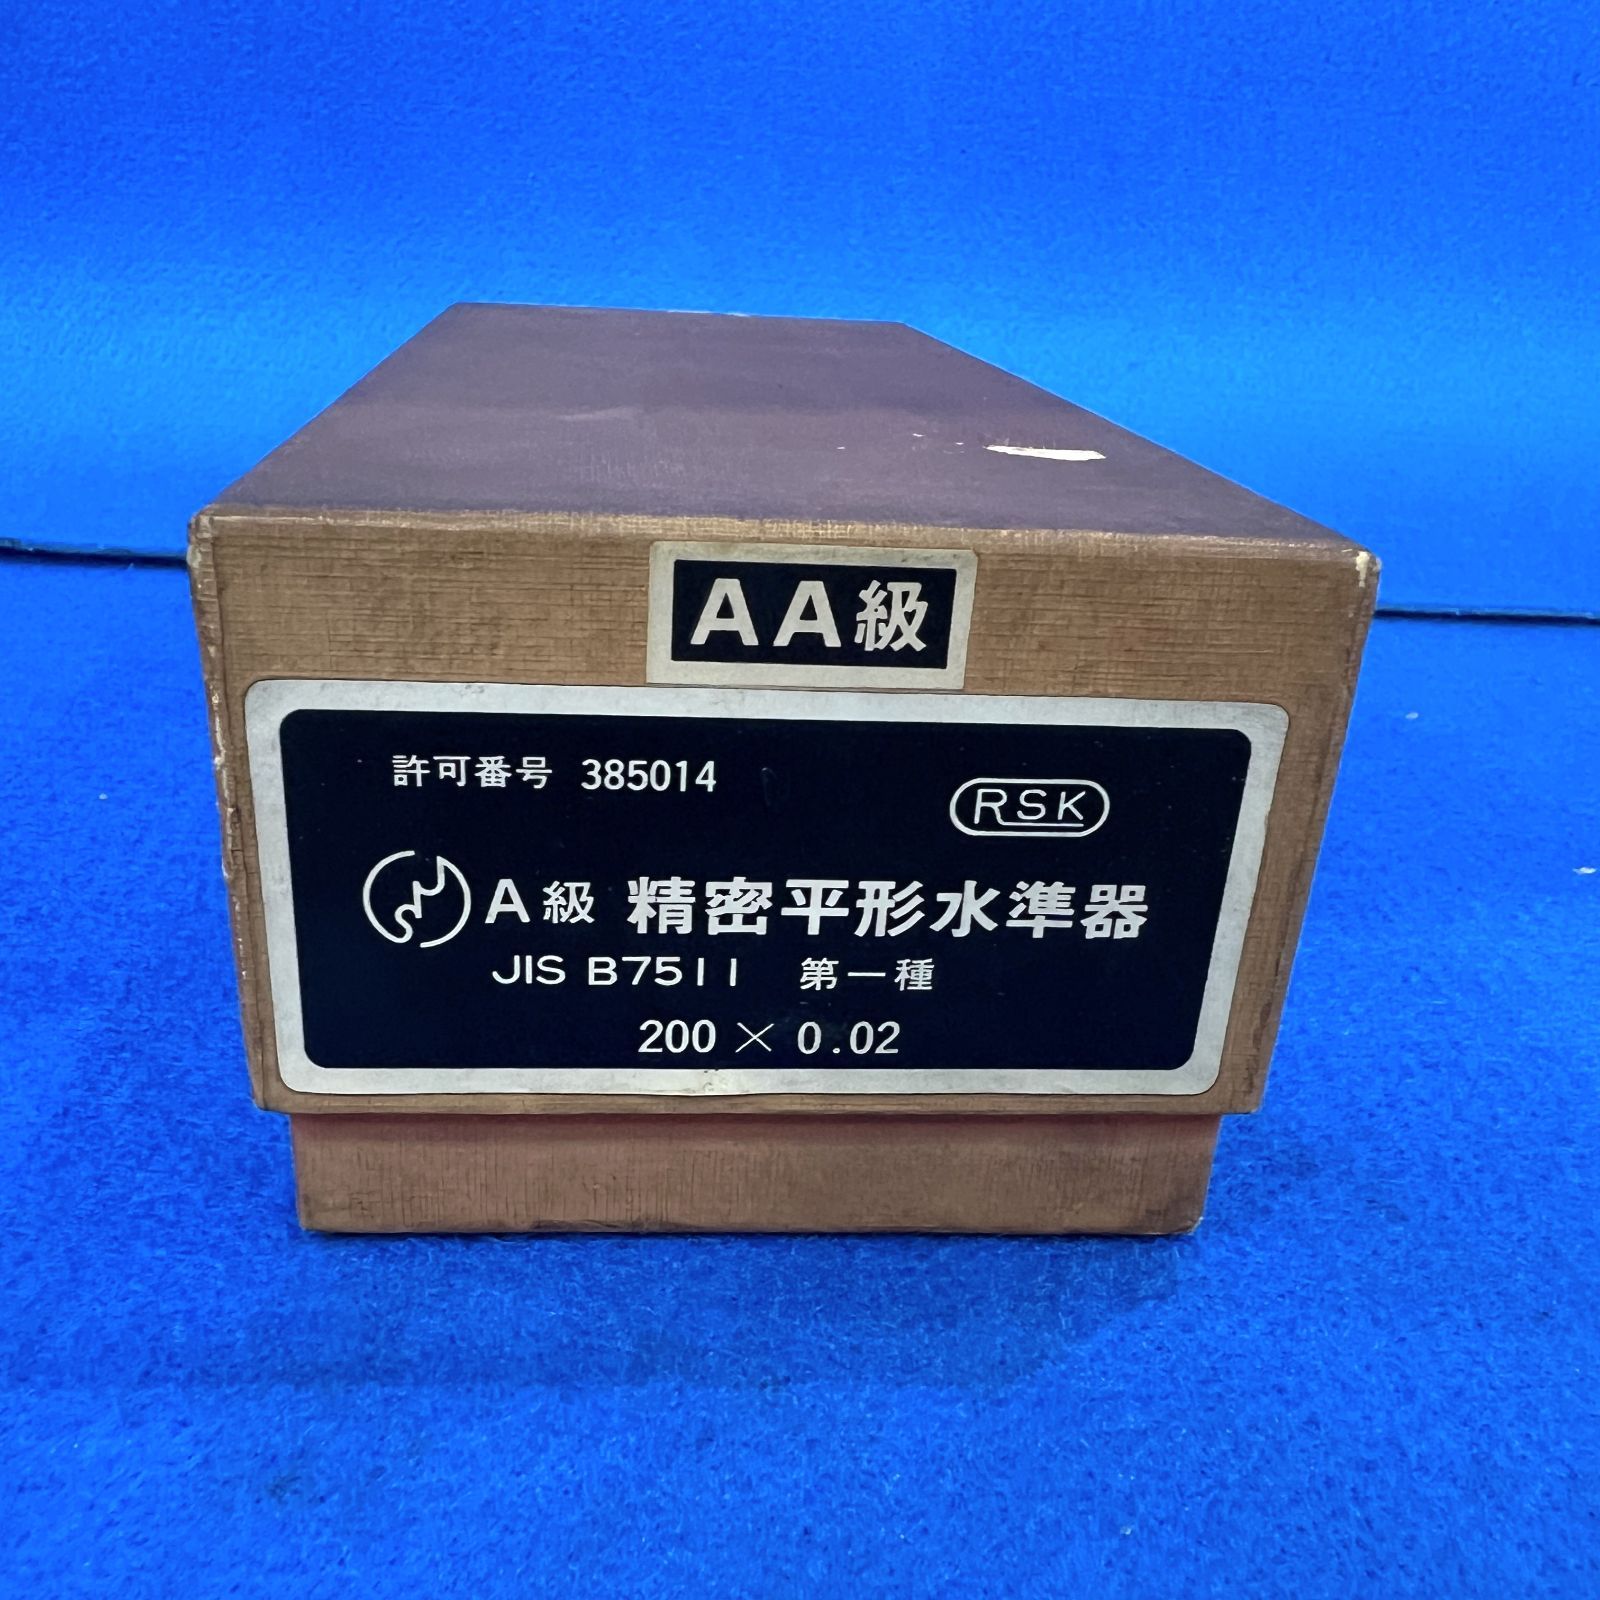 AA級
許可番号 385014
RSK
A級 精密平形水準器
JIS B7511 第一種
200 × 0.02